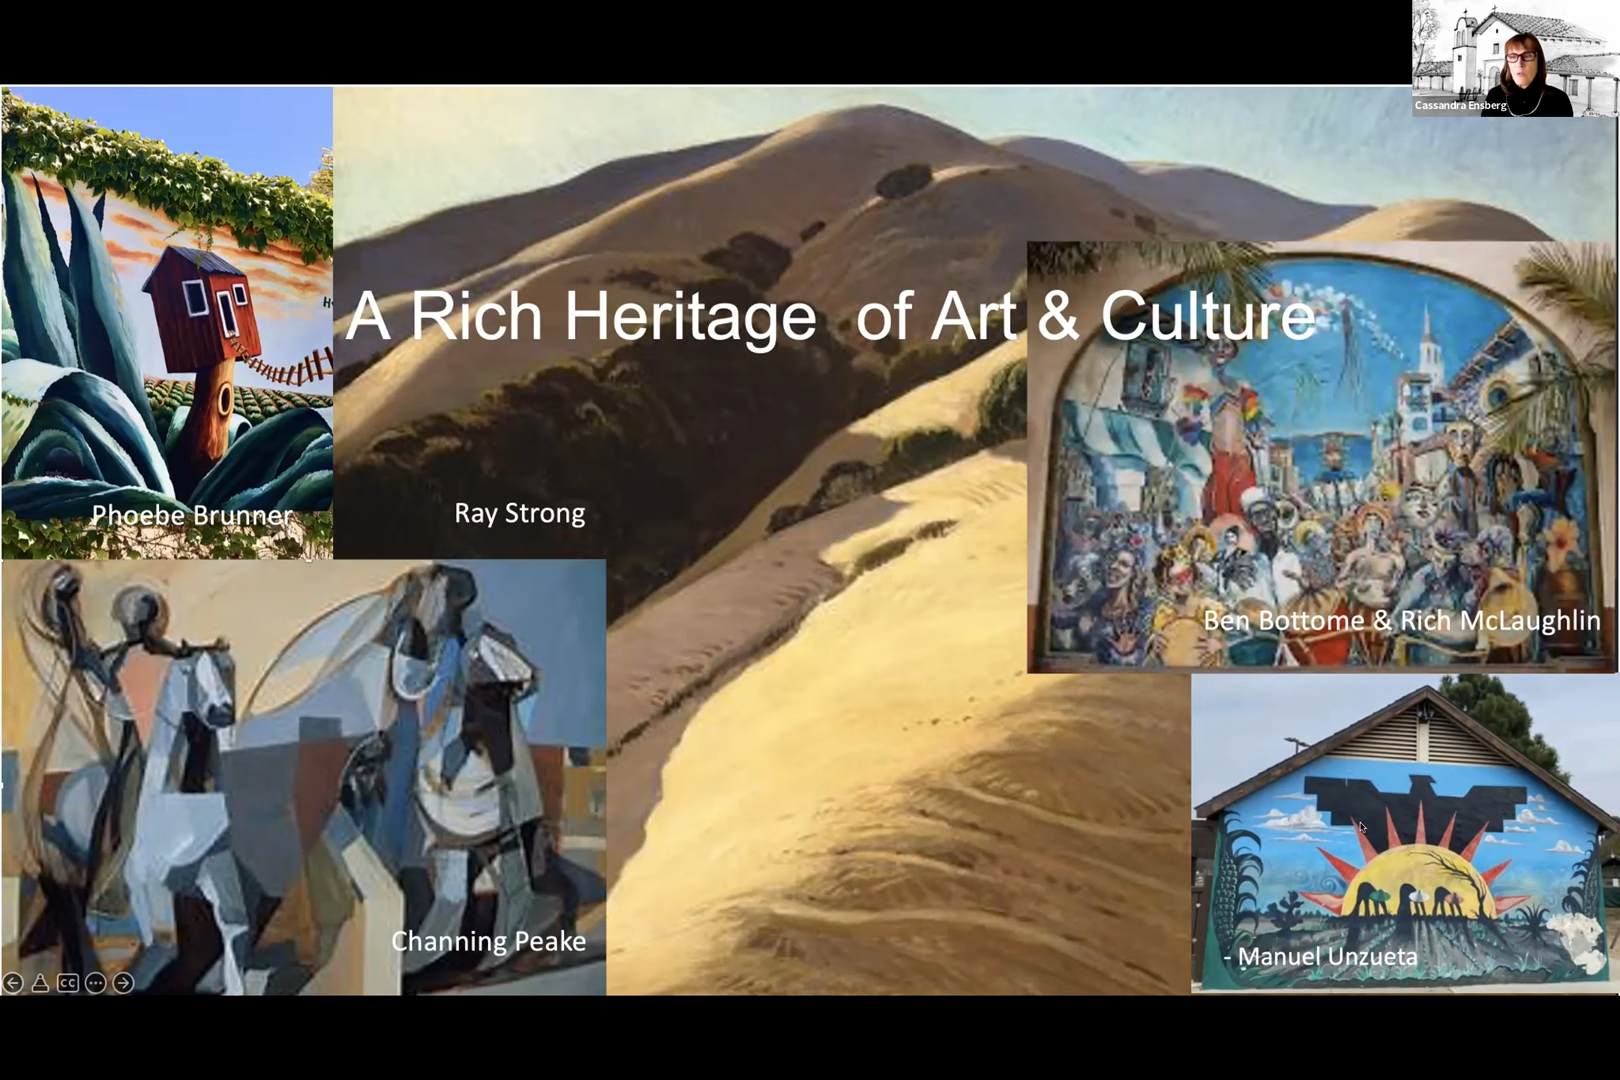 Cassandra Ensberg
A Rich Heritage of Art & Culture
Phoebe Brunner
Ray Strong
Ben Bottome & Rich McLaughlin
Channing Peake
- Manuel Unzueta
CC